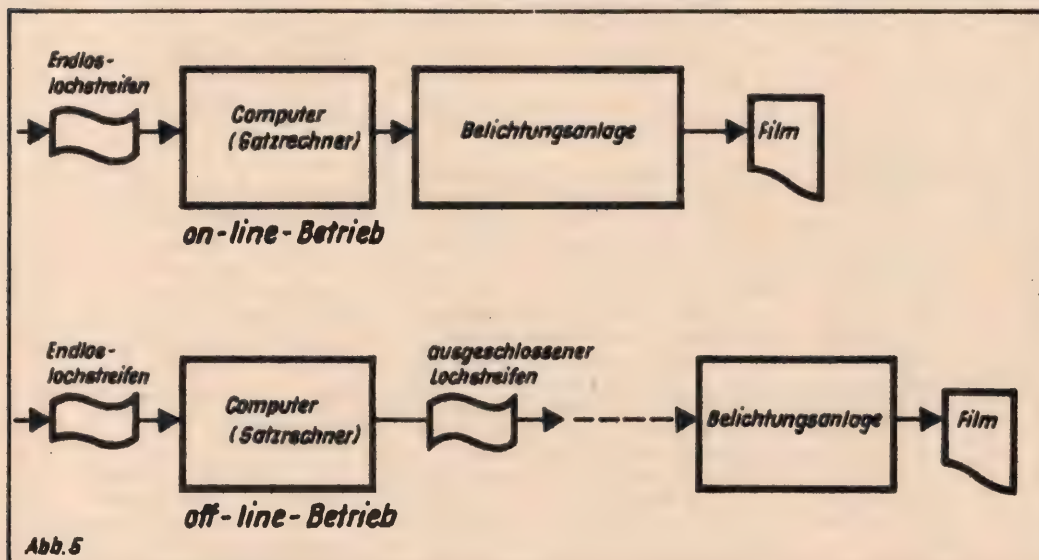 Endlos-
lochstreifen
Computer
(Satzrechner)
Belichtungsanlage
Film
on-line-Betrieb
Endlos-
lochstreifen
Computer
(Satzrechner)
ausgeschlossener
Lochstreifen
Belichtungsanlage
Film
off-line-Betrieb
Abb. 5